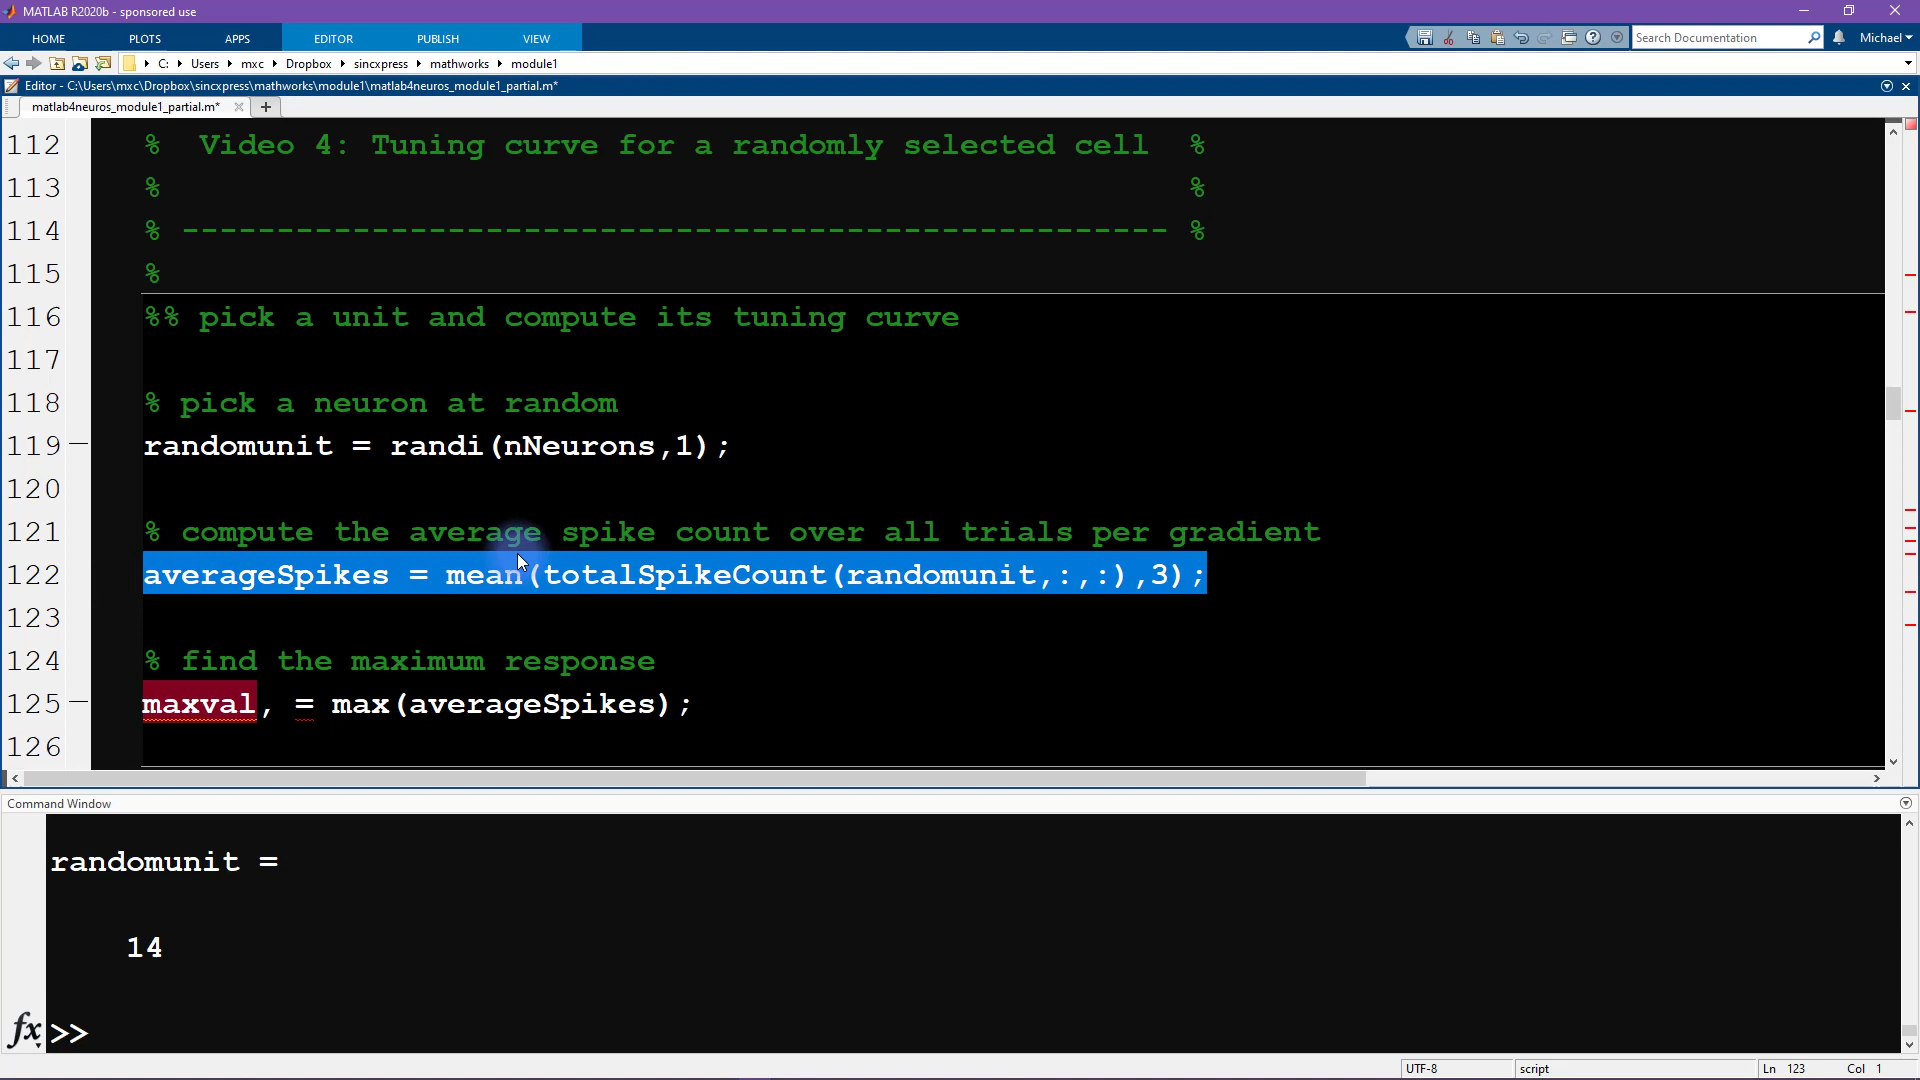 MATLAB R2020b - sponsored use
HOME PLOTS APPS EDITOR PUBLISH VIEW Search Documentation Michael
C: Users mxc Dropbox sincxpress mathworks module1
Editor - C:\Users\mxc\Dropbox\sincxpress\mathworks\module1\matlab4neuros_module1_partial.m*
matlab4neuros_module1_partial.m*
112 % Video 4: Tuning curve for a randomly selected cell %
113 % %
114 % ---------------------------------------------------- %
115 %
116 %% pick a unit and compute its tuning curve
117
118 % pick a neuron at random
119 randomunit = randi(nNeurons,1);
120
121 % compute the average spike count over all trials per gradient
122 averageSpikes = mean(totalSpikeCount(randomunit,:,:),3);
123
124 % find the maximum response
125 maxval, = max(averageSpikes);
126
Command Window
randomunit =
14
fx >>
UTF-8 script Ln 123 Col 1